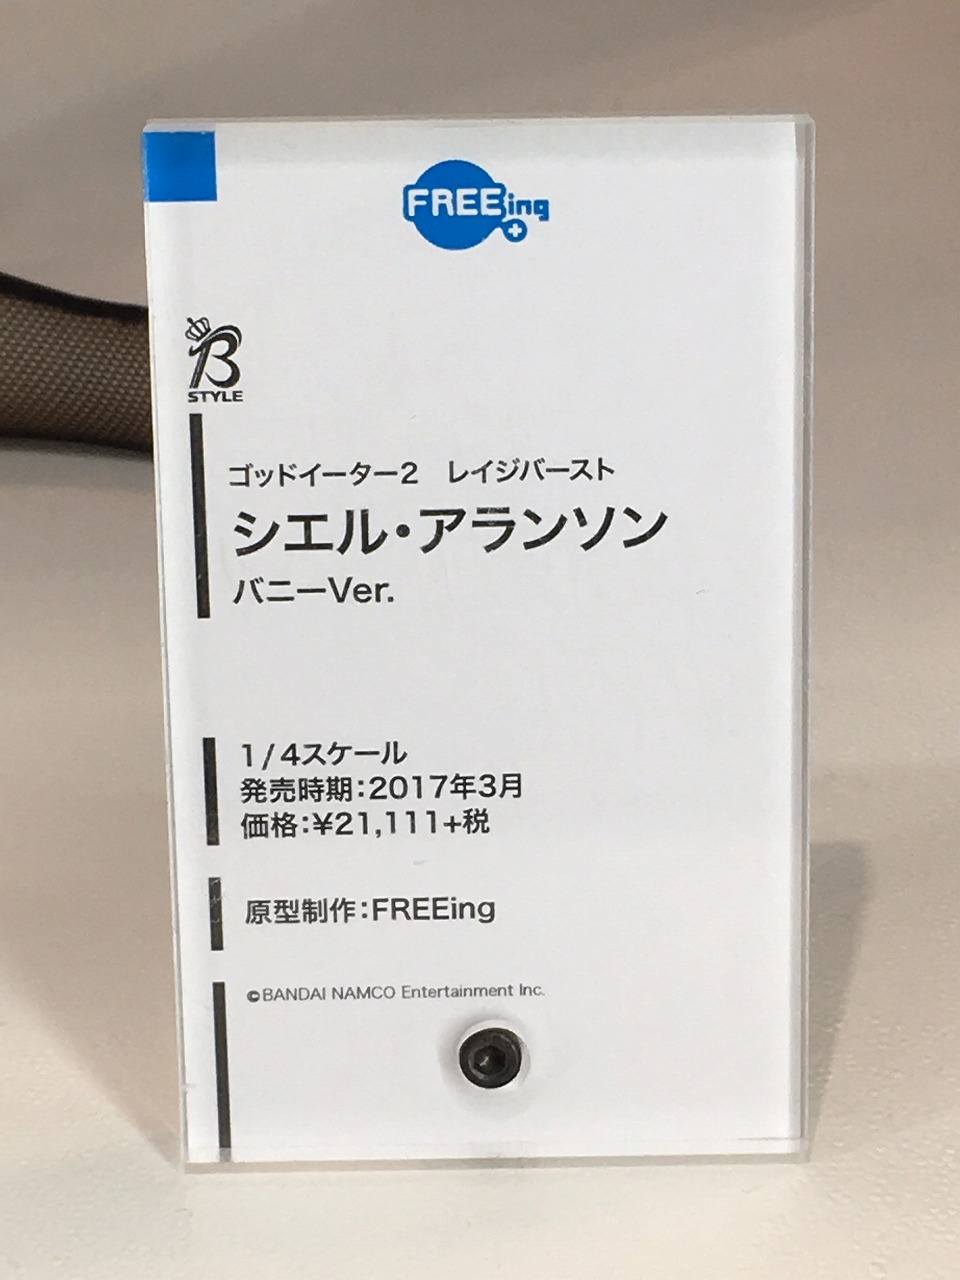 FREEing
B
STYLE
ゴッドイーター2　レイジバースト
シエル・アランソン
バニーVer.
1/4スケール
発売時期：2017年3月
価格：¥21,111+税
原型制作：FREEing
©BANDAI NAMCO Entertainment Inc.